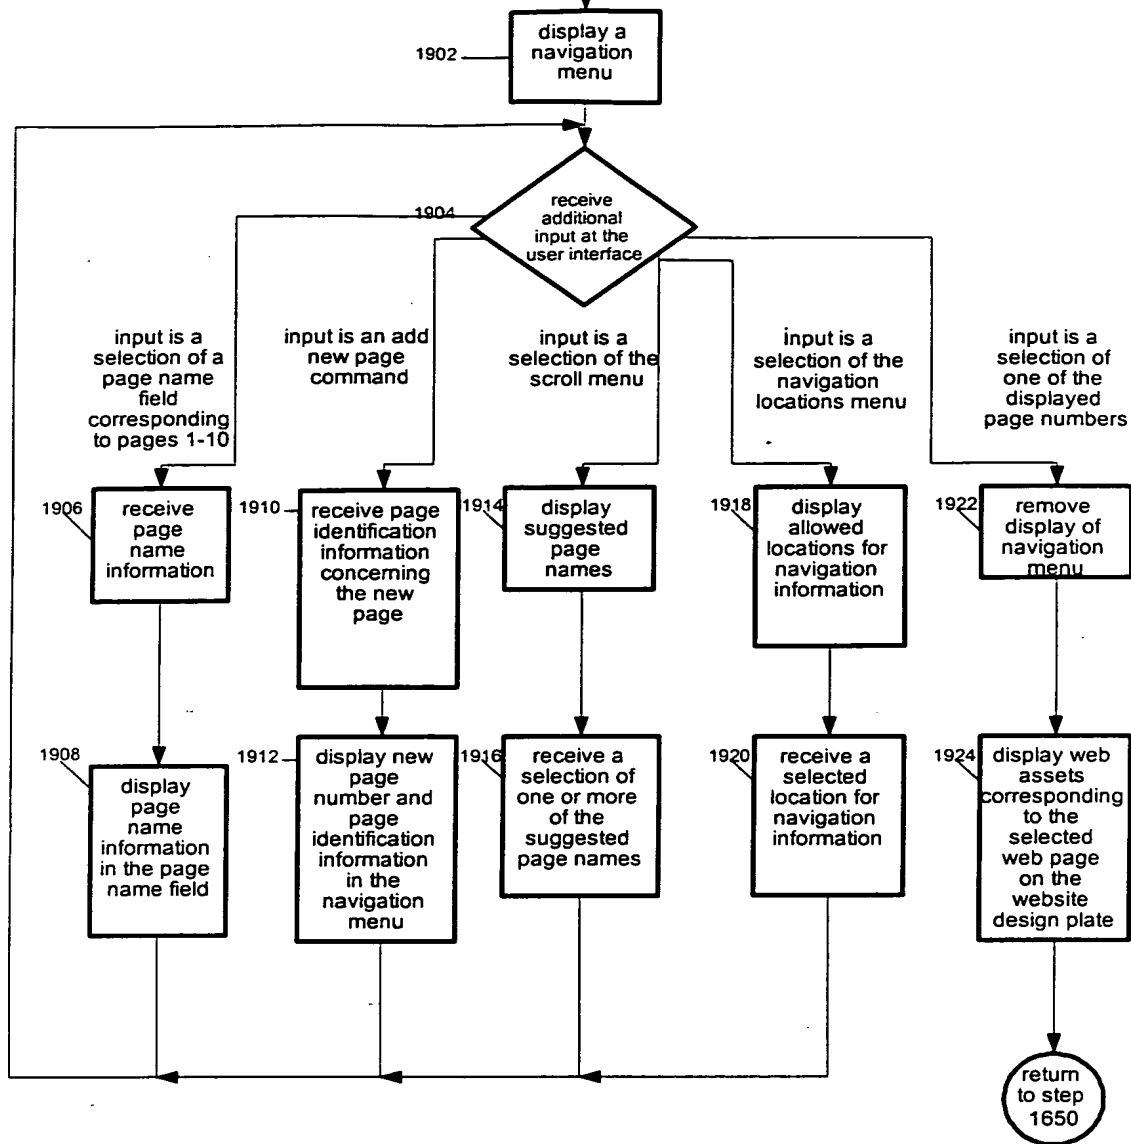 display a
navigation
menu
1902
receive
additional
input at the
user interface
1904
input is a
selection of a
page name
field
corresponding
to pages 1-10
input is an add
new page
command
input is a
selection of the
scroll menu
input is a
selection of the
navigation
locations menu
input is a
selection of
one of the
displayed
page numbers
1906
receive
page
name
information
1910
receive page
identification
information
concerning
the new
page
1914
display
suggested
page
names
1918
display
allowed
locations for
navigation
information
1922
remove
display of
navigation
menu
1908
display
page
name
information
in the page
name field
1912
display new
page
number and
page
identification
information
in the
navigation
menu
1916
receive a
selection of
one or more
of the
suggested
page names
1920
receive a
selected
location for
navigation
information
1924
display web
assets
corresponding
to the
selected
web page
on the
website
design plate
return
to step
1650